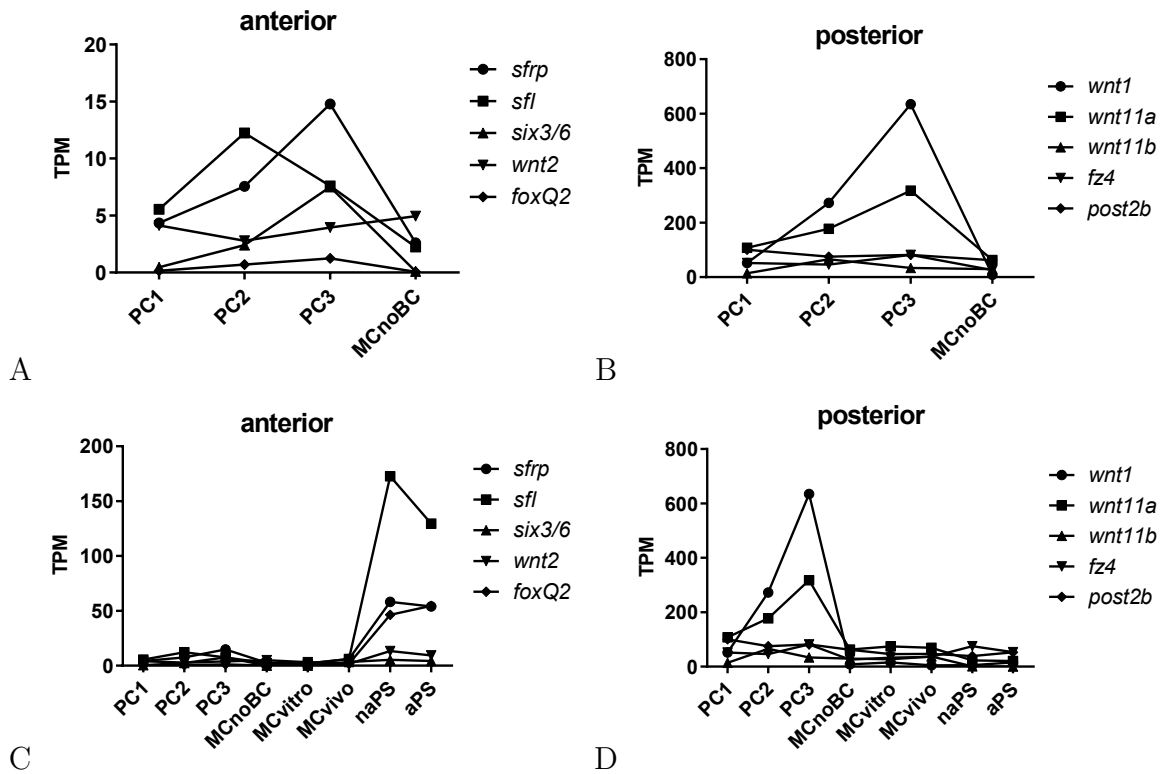 anterior
TPM
20
15
10
5
0
PC1
PC2
PC3
MCnoBC
sfrp
sfl
six3/6
wnt2
foxQ2
A
posterior
TPM
800
600
400
200
0
PC1
PC2
PC3
MCnoBC
wnt1
wnt11a
wnt11b
fz4
post2b
B
anterior
TPM
200
150
100
50
0
PC1
PC2
PC3
MCnoBC
MCvitro
MCvivo
naPS
aPS
sfrp
sfl
six3/6
wnt2
foxQ2
C
posterior
TPM
800
600
400
200
0
PC1
PC2
PC3
MCnoBC
MCvitro
MCvivo
naPS
aPS
wnt1
wnt11a
wnt11b
fz4
post2b
D